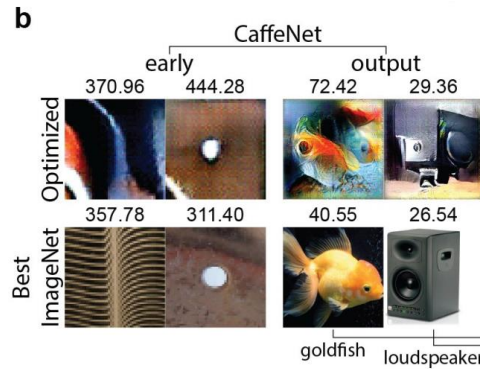 b
CaffeNet
early output
370.96 444.28 72.42 29.36
Optimized
357.78 311.40 40.55 26.54
Best
ImageNet
goldfish
loudspeaker